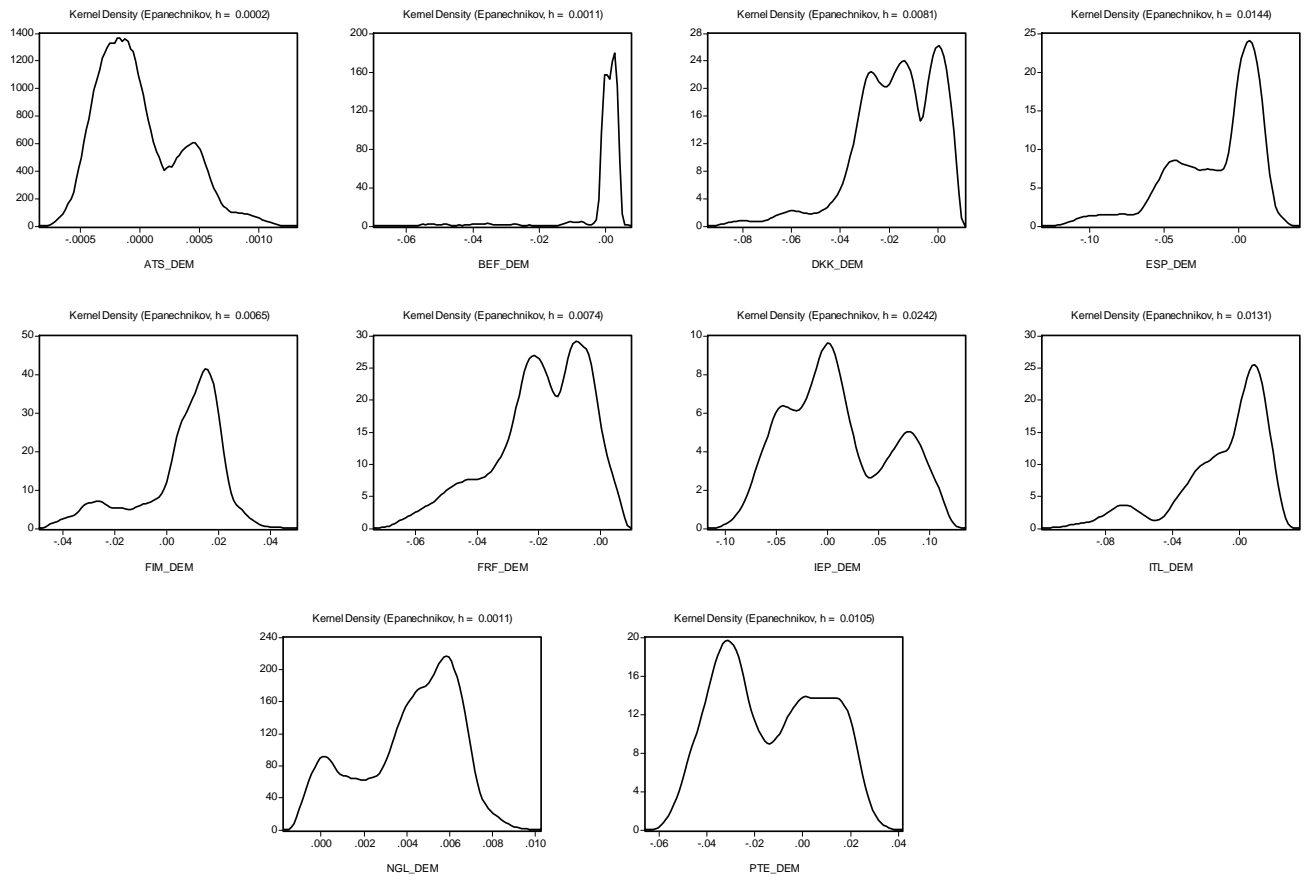 Kernel Density (Epanechnikov, h = 0.0002)
1400
1200
1000
800
600
400
200
0
-.0005 .0000 .0005 .0010
ATS_DEM
Kernel Density (Epanechnikov, h = 0.0011)
200
160
120
80
40
0
-.06 -.04 -.02 .00
BEF_DEM
Kernel Density (Epanechnikov, h = 0.0081)
28
24
20
16
12
8
4
0
-.08 -.06 -.04 -.02 .00
DKK_DEM
Kernel Density (Epanechnikov, h = 0.0144)
25
20
15
10
5
0
-.10 -.05 .00
ESP_DEM
Kernel Density (Epanechnikov, h = 0.0065)
50
40
30
20
10
0
-.04 -.02 .00 .02 .04
FIM_DEM
Kernel Density (Epanechnikov, h = 0.0074)
30
25
20
15
10
5
0
-.06 -.04 -.02 .00
FRF_DEM
Kernel Density (Epanechnikov, h = 0.0242)
10
8
6
4
2
0
-.10 -.05 .00 .05 .10
IEP_DEM
Kernel Density (Epanechnikov, h = 0.0131)
30
25
20
15
10
5
0
-.08 -.04 .00
ITL_DEM
Kernel Density (Epanechnikov, h = 0.0011)
240
200
160
120
80
40
0
.000 .002 .004 .006 .008 .010
NGL_DEM
Kernel Density (Epanechnikov, h = 0.0105)
20
16
12
8
4
0
-.06 -.04 -.02 .00 .02 .04
PTE_DEM